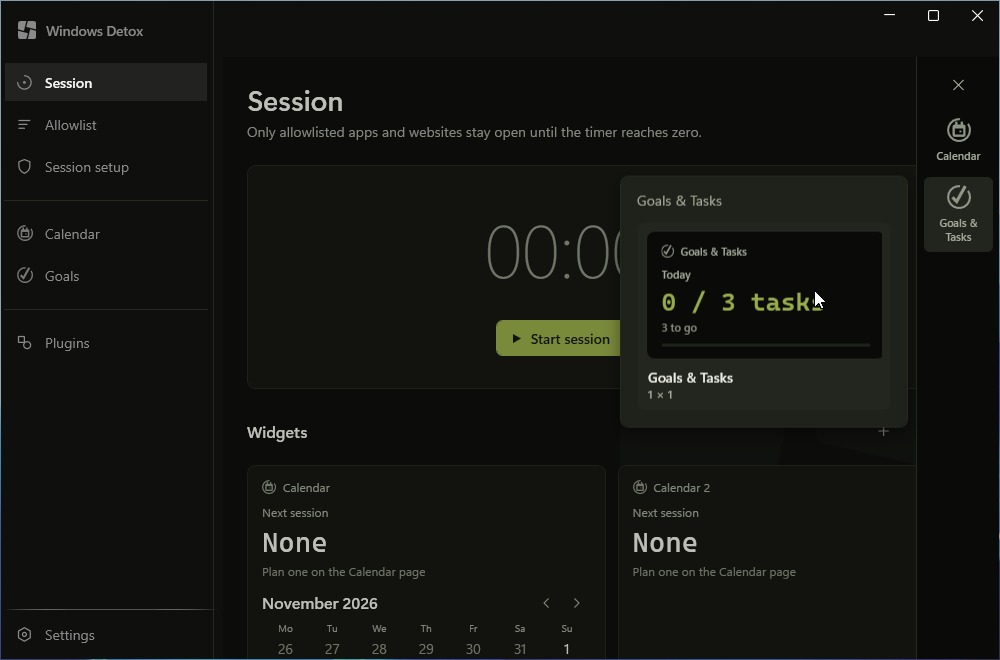 Windows Detox
Session
Allowlist
Session setup
Calendar
Goals
Plugins
Settings
Session
Only allowlisted apps and websites stay open until the timer reaches zero.
00:00
Start session
Widgets
Calendar
Next session
None
Plan one on the Calendar page
November 2026
Mo Tu We Th Fr Sa Su
26 27 28 29 30 31 1
Calendar 2
Next session
None
Plan one on the Calendar page
Goals & Tasks
Goals & Tasks
Today
0 / 3 tasks
3 to go
Goals & Tasks
1 × 1
Calendar
Goals &
Tasks